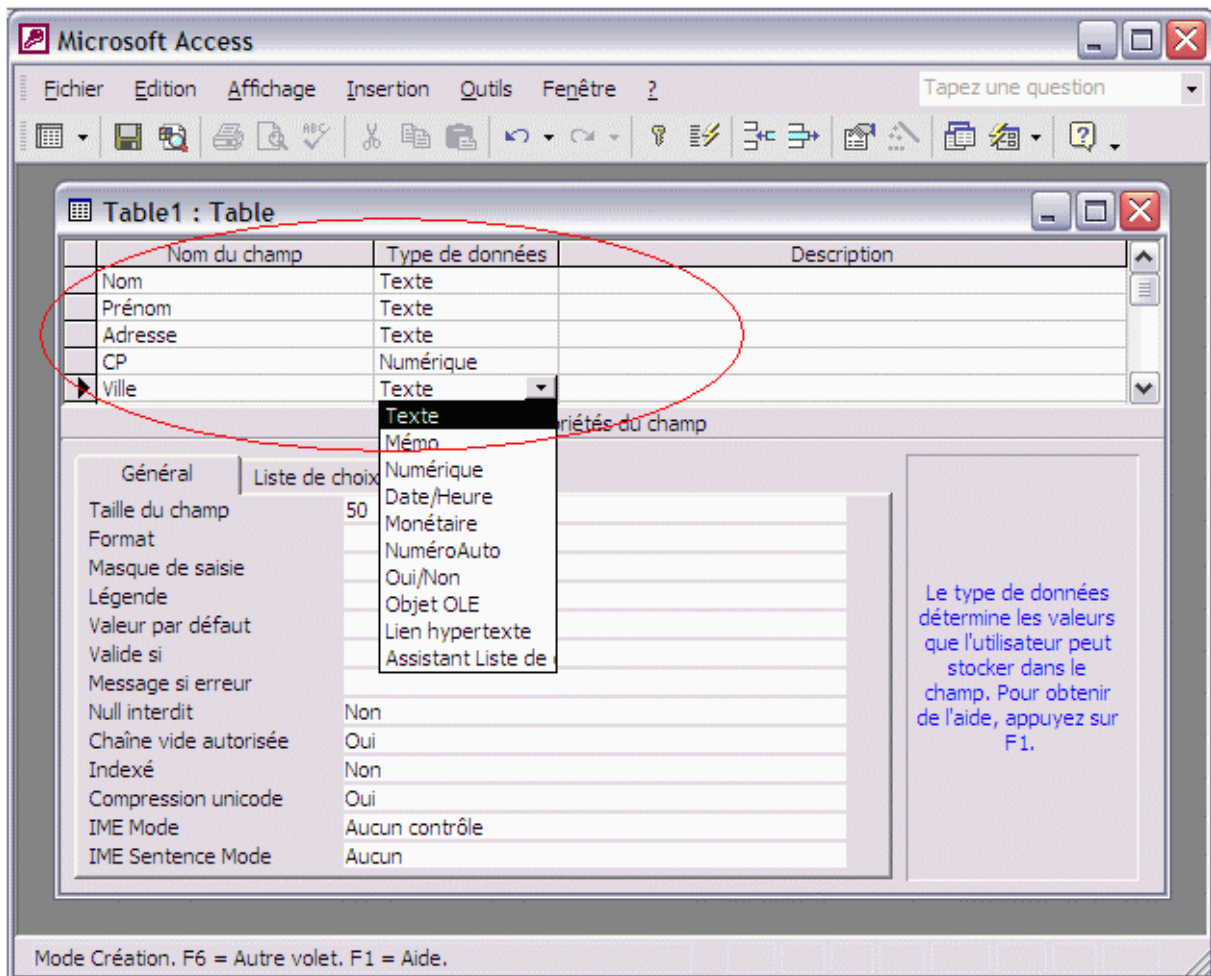 Microsoft Access
Fichier Edition Affichage Insertion Outils Fenêtre ?
Tapez une question
ABC
Table1 : Table
Nom du champ Type de données Description
Nom Texte
Prénom Texte
Adresse Texte
CP Numérique
Ville Texte
Texte
Mémo
Numérique
Date/Heure
Monétaire
NuméroAuto
Oui/Non
Objet OLE
Lien hypertexte
Assistant Liste de
riétés du champ
Général Liste de choix
Taille du champ 50
Format
Masque de saisie
Légende
Valeur par défaut
Valide si
Message si erreur
Null interdit Non
Chaîne vide autorisée Oui
Indexé Non
Compression unicode Oui
IME Mode Aucun contrôle
IME Sentence Mode Aucun
Le type de données
détermine les valeurs
que l'utilisateur peut
stocker dans le
champ. Pour obtenir
de l'aide, appuyez sur
F1.
Mode Création. F6 = Autre volet. F1 = Aide.